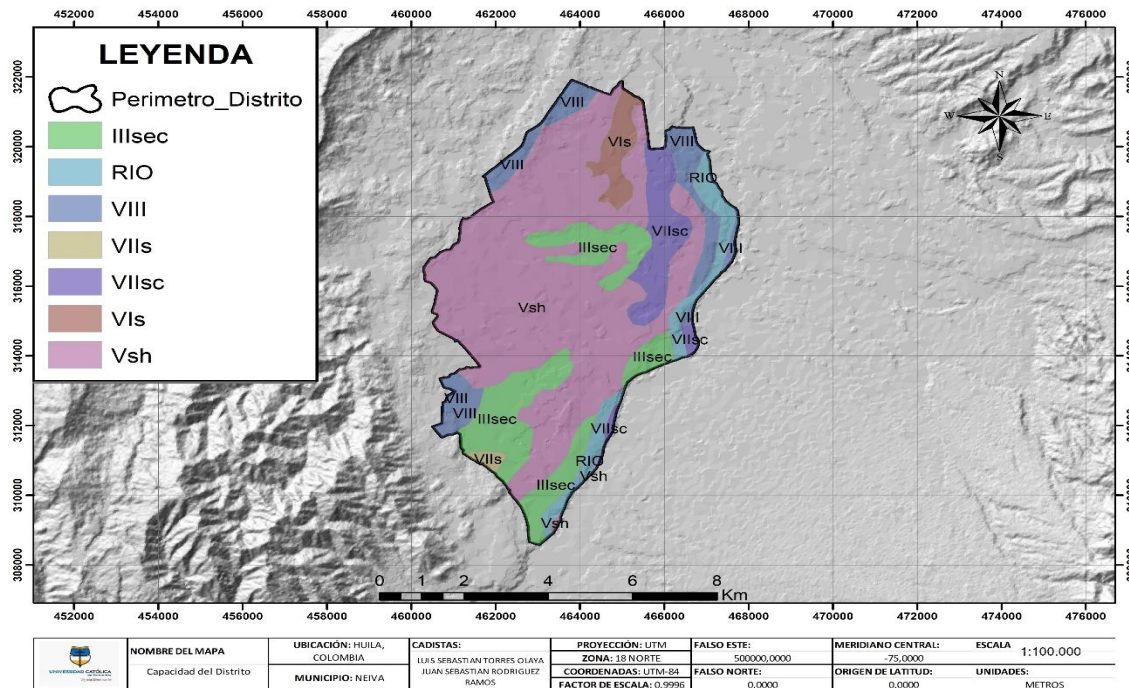 452000 454000 456000 458000 460000 462000 464000 466000 468000 470000 472000 474000 476000
LEYENDA
Perimetro_Distrito
IIIsec
RIO
VIII
VIIs
VIIsc
VIs
Vsh
322000
320000
318000
316000
314000
312000
310000
308000
N
W E
S
VIII
VIs
VIII
VIII
RIO
VIIsc
IIIsec
VIII
Vsh
VIII
VIIsc
IIIsec
VIII
VIII
IIIsec
VIIsc
VIIs
RIO
Vsh
IIIsec
Vsh
0 1 2 4 6 8
Km
452000 454000 456000 458000 460000 462000 464000 466000 468000 470000 472000 474000 476000
UNIVERSIDAD CATÓLICA
NOMBRE DEL MAPA
Capacidad del Distrito
UBICACIÓN: HUILA,
COLOMBIA
MUNICIPIO: NEIVA
CADISTAS:
LUIS SEBASTIAN TORRES OLAYA
JUAN SEBASTIAN RODRIGUEZ
RAMOS
PROYECCIÓN: UTM
ZONA: 18 NORTE
COORDENADAS: UTM-84
FACTOR DE ESCALA: 0.9996
FALSO ESTE:
500000,0000
FALSO NORTE:
0.0000
MERIDIANO CENTRAL:
-75,0000
ORIGEN DE LATITUD:
0.0000
ESCALA
1:100.000
UNIDADES:
METROS